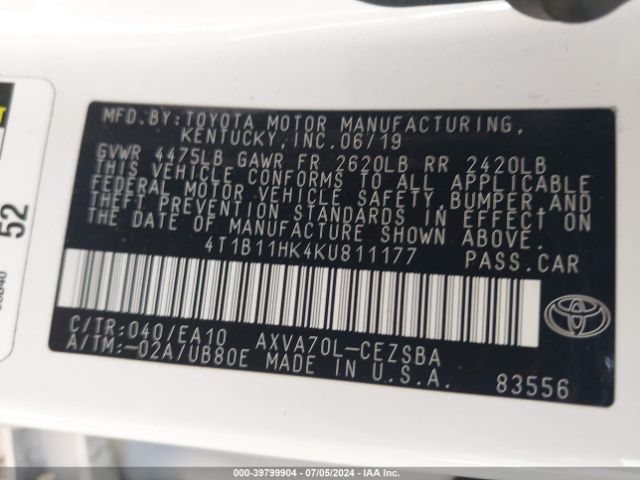 MFD.BY:TOYOTA MOTOR MANUFACTURING,
KENTUCKY,INC.06/19
GVWR 4475LB GAWR FR 2620LB RR 2420LB
THIS VEHICLE CONFORMS TO ALL APPLICABLE
FEDERAL MOTOR VEHICLE SAFETY,BUMPER,AND
THEFT PREVENTION STANDARDS IN EFFECT ON
THE DATE OF MANUFACTURE SHOWN ABOVE.
4T1B11HK4KU811177 PASS.CAR
C/TR:040/EA10 AXVA70L-CEZSBA
A/TM:-02A/UB80E MADE IN U.S.A. 83556
52
000-39799904 | 07/05/2024 | IAA Inc.